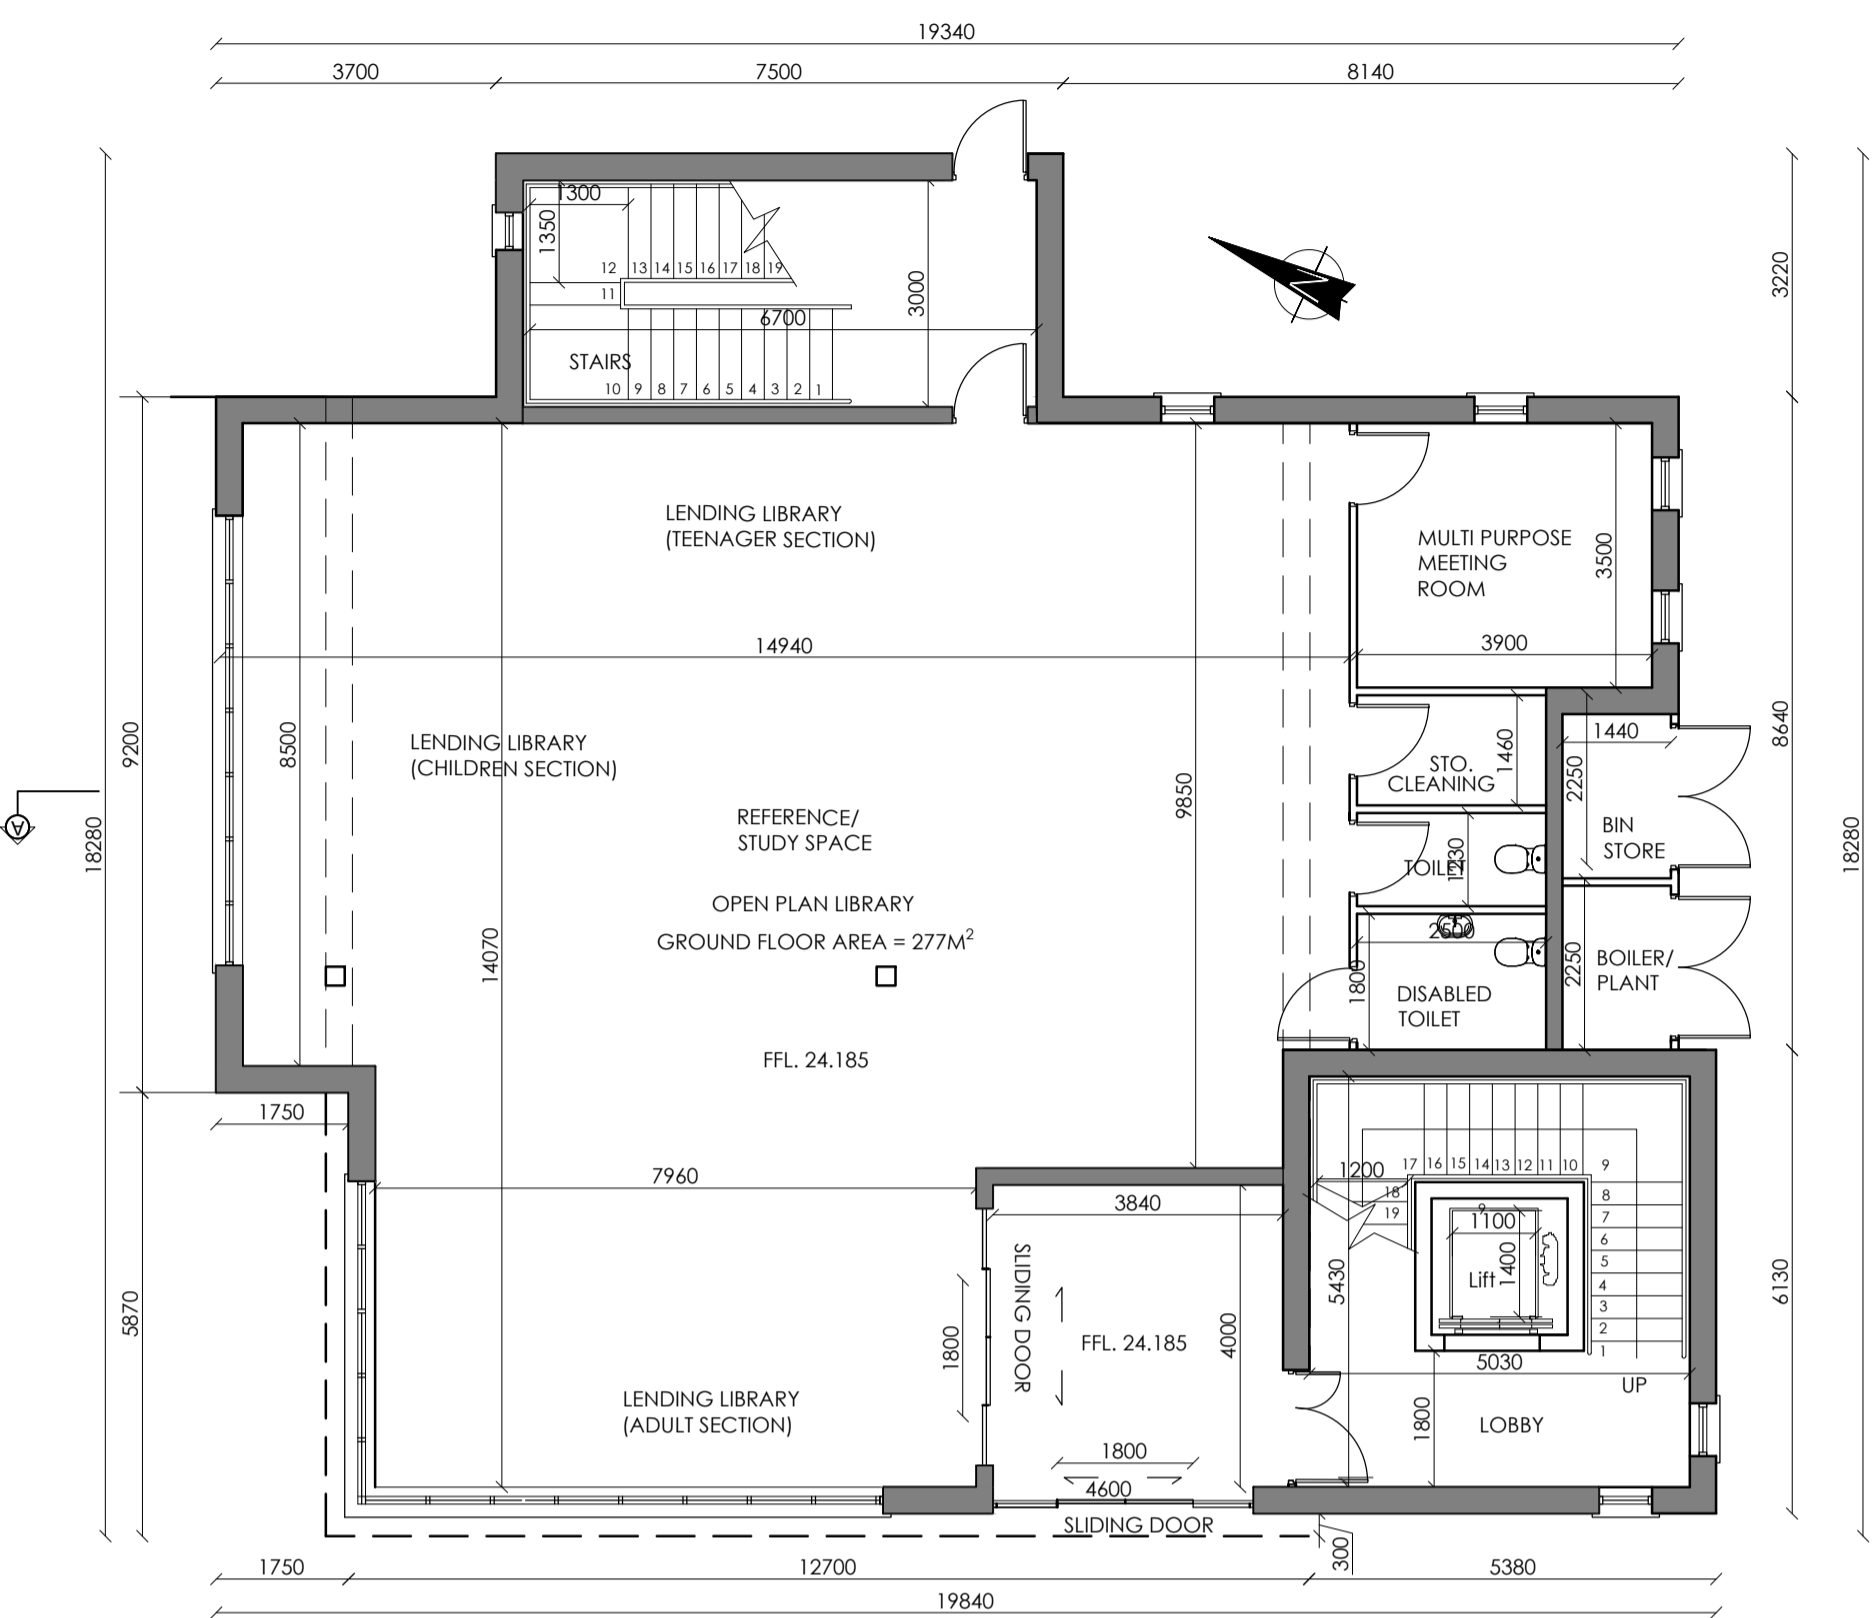 19340
3700
7500
8140
1300
1350
12
13
14
15
16
17
18
19
11
3000
3220
6700
STAIRS
10
9
8
7
6
5
4
3
2
1
LENDING LIBRARY
(TEENAGER SECTION)
MULTI PURPOSE
MEETING
ROOM
3500
14940
3900
9200
8500
LENDING LIBRARY
(CHILDREN SECTION)
1460
STO.
CLEANING
1440
2250
8640
A
18280
REFERENCE/
STUDY SPACE
9850
BIN
STORE
18280
TOILET
1230
OPEN PLAN LIBRARY
GROUND FLOOR AREA = 277M²
14070
2500
1800
DISABLED
TOILET
2250
BOILER/
PLANT
FFL. 24.185
1750
7960
3840
1200
17
16
15
14
13
12
11
10
9
18
19
8
7
6
5
4
3
2
1
9
1100
1400
Lift
5430
6130
5870
SLIDING DOOR
1800
FFL. 24.185
4000
5030
UP
LENDING LIBRARY
(ADULT SECTION)
1800
LOBBY
1800
4600
SLIDING DOOR
300
1750
12700
5380
19840